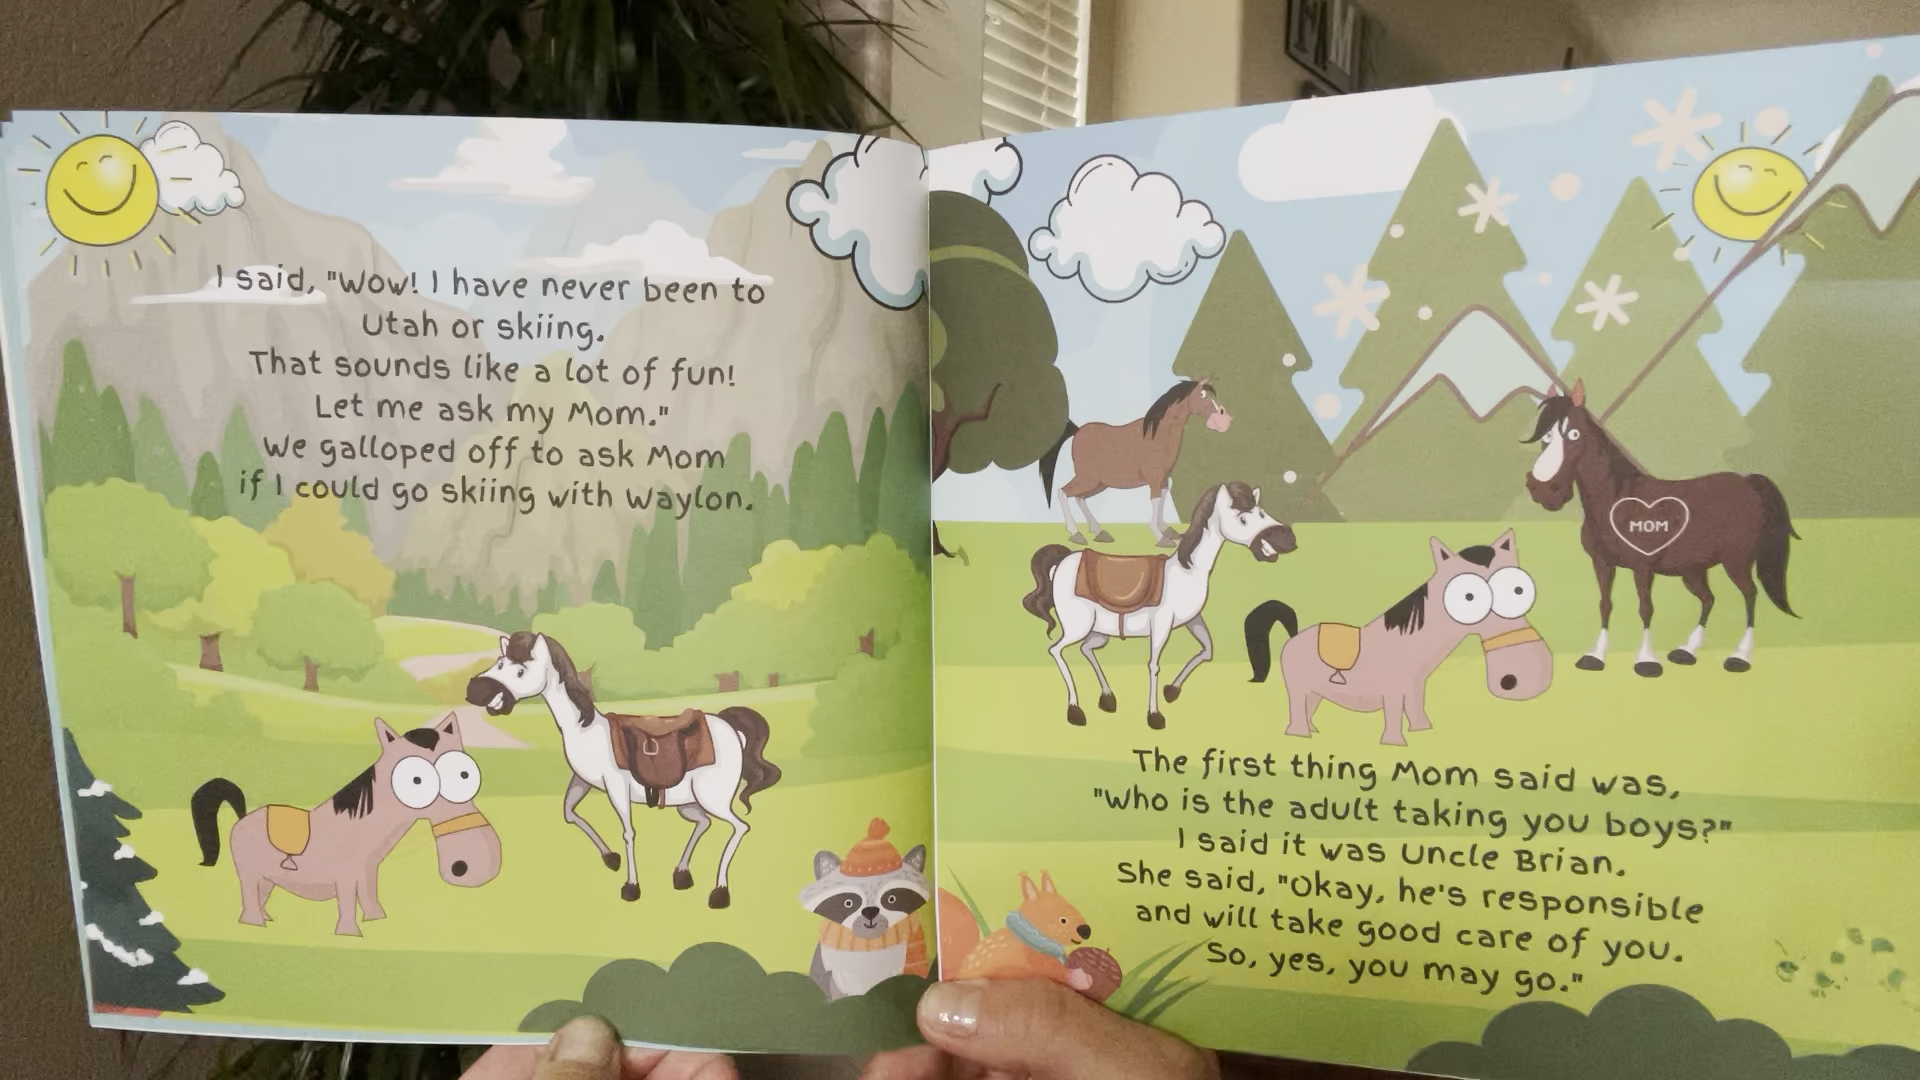 FAMILY
I said, "Wow! I have never been to
Utah or skiing.
That sounds like a lot of fun!
Let me ask my Mom."
We galloped off to ask Mom
if I could go skiing with Waylon.
MOM
The first thing Mom said was,
"Who is the adult taking you boys?"
I said it was Uncle Brian.
She said, "Okay, he's responsible
and will take good care of you.
So, yes, you may go."